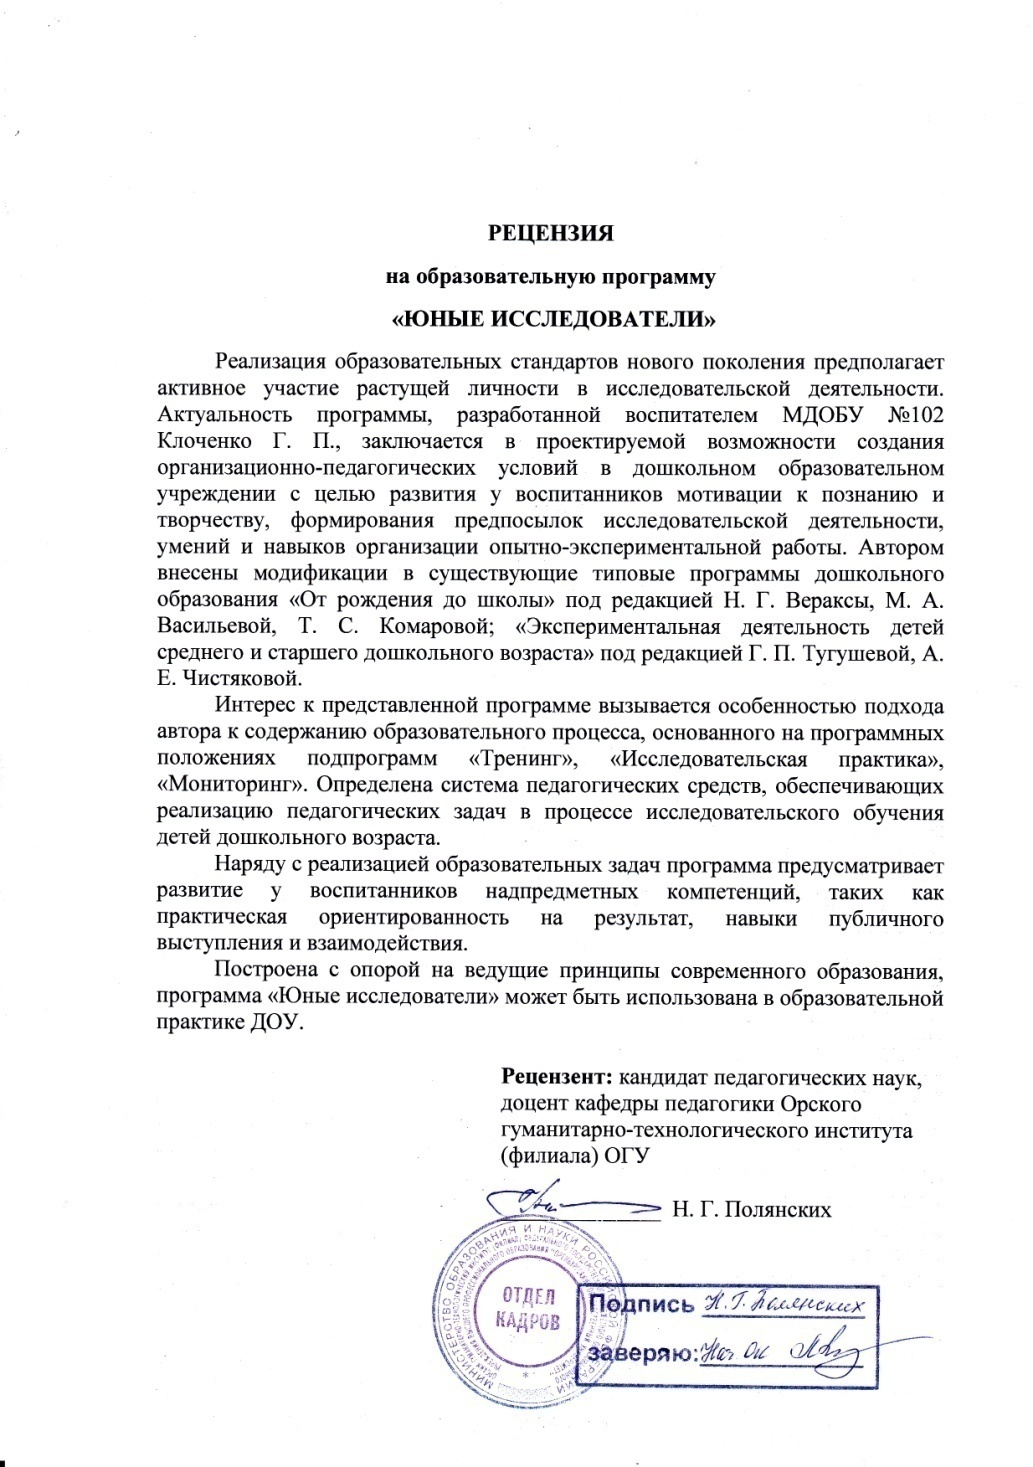 РЕЦЕНЗИЯ
на образовательную программу
«ЮНЫЕ ИССЛЕДОВАТЕЛИ»
Реализация образовательных стандартов нового поколения предполагает
активное участие растущей личности в исследовательской деятельности.
Актуальность программы, разработанной воспитателем МДОБУ №102
Клоченко Г. П., заключается в проектируемой возможности создания
организационно-педагогических условий в дошкольном образовательном
учреждении с целью развития у воспитанников мотивации к познанию и
творчеству, формирования предпосылок исследовательской деятельности,
умений и навыков организации опытно-экспериментальной работы. Автором
внесены модификации в существующие типовые программы дошкольного
образования «От рождения до школы» под редакцией Н. Г. Вераксы, М. А.
Васильевой, Т. С. Комаровой; «Экспериментальная деятельность детей
среднего и старшего дошкольного возраста» под редакцией Г. П. Тугушевой, А.
Е. Чистяковой.
Интерес к представленной программе вызывается особенностью подхода
автора к содержанию образовательного процесса, основанного на программных
положениях подпрограмм «Тренинг», «Исследовательская практика»,
«Мониторинг». Определена система педагогических средств, обеспечивающих
реализацию педагогических задач в процессе исследовательского обучения
детей дошкольного возраста.
Наряду с реализацией образовательных задач программа предусматривает
развитие у воспитанников надпредметных компетенций, таких как
практическая ориентированность на результат, навыки публичного
выступления и взаимодействия.
Построена с опорой на ведущие принципы современного образования,
программа «Юные исследователи» может быть использована в образовательной
практике ДОУ.
Рецензент: кандидат педагогических наук,
доцент кафедры педагогики Орского
гуманитарно-технологического института
(филиала) ОГУ
Н. Г. Полянских
МИНИСТЕРСТВО ОБРАЗОВАНИЯ И НАУКИ РОССИЙСКОЙ ФЕДЕРАЦИИ
ОТДЕЛ
КАДРОВ
Подпись Н.Г. Полянских
заверяю: Нач ОК